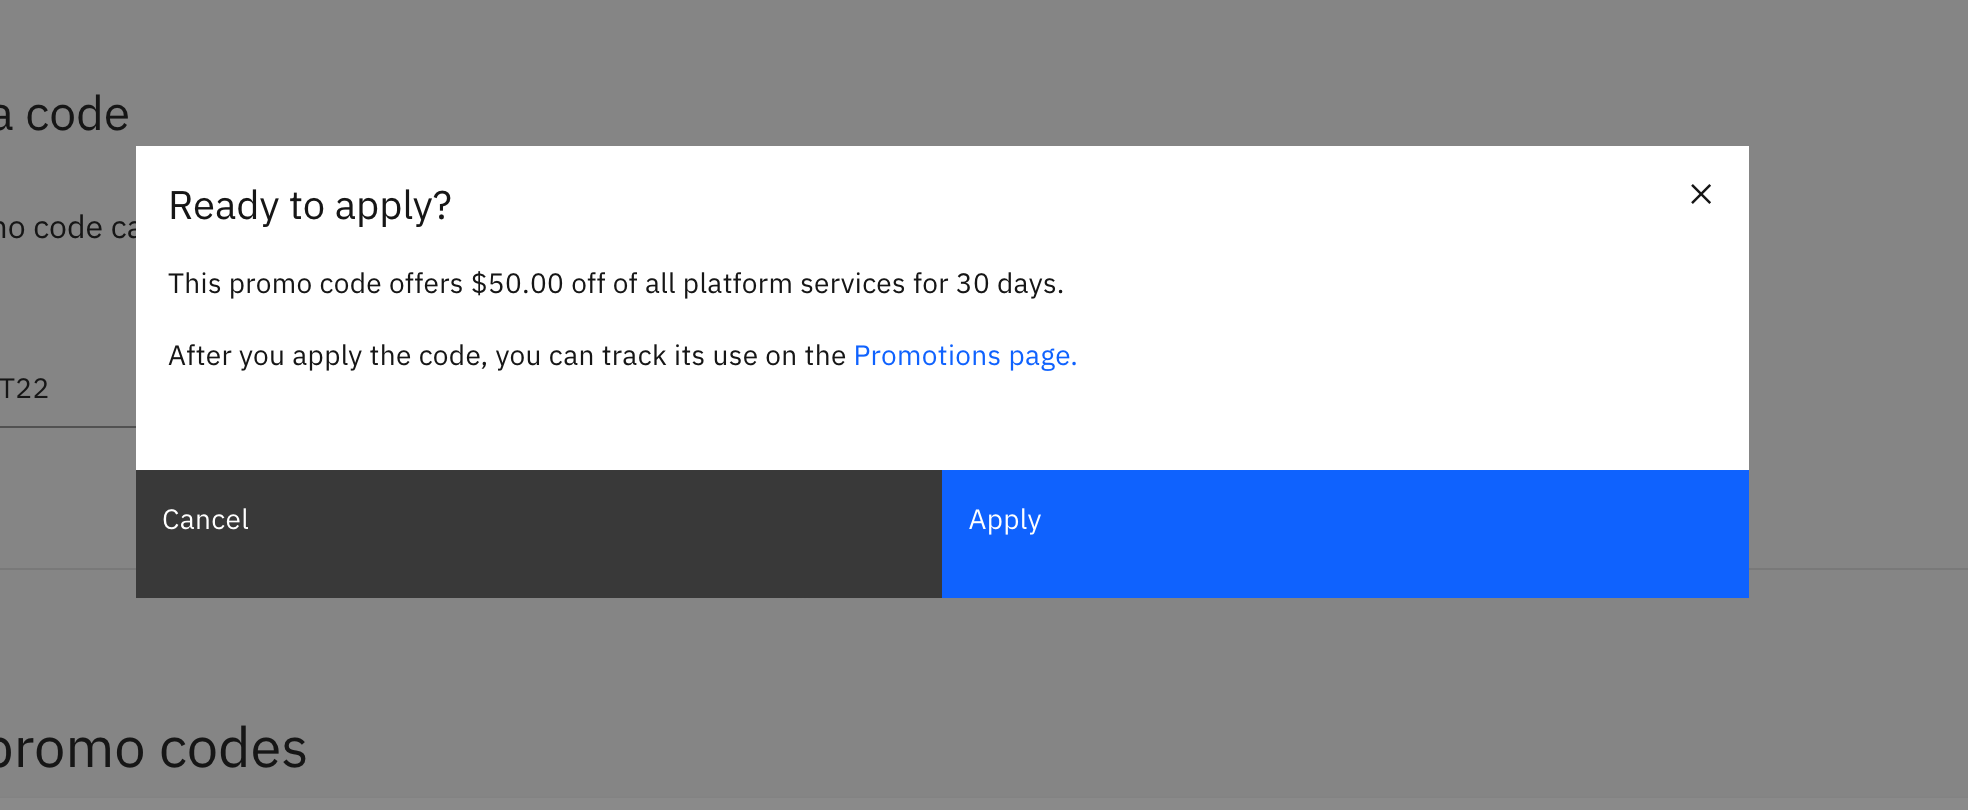 a code
Ready to apply?
mo code ca
This promo code offers $50.00 off of all platform services for 30 days.
After you apply the code, you can track its use on the Promotions page.
T22
Cancel
Apply
promo codes